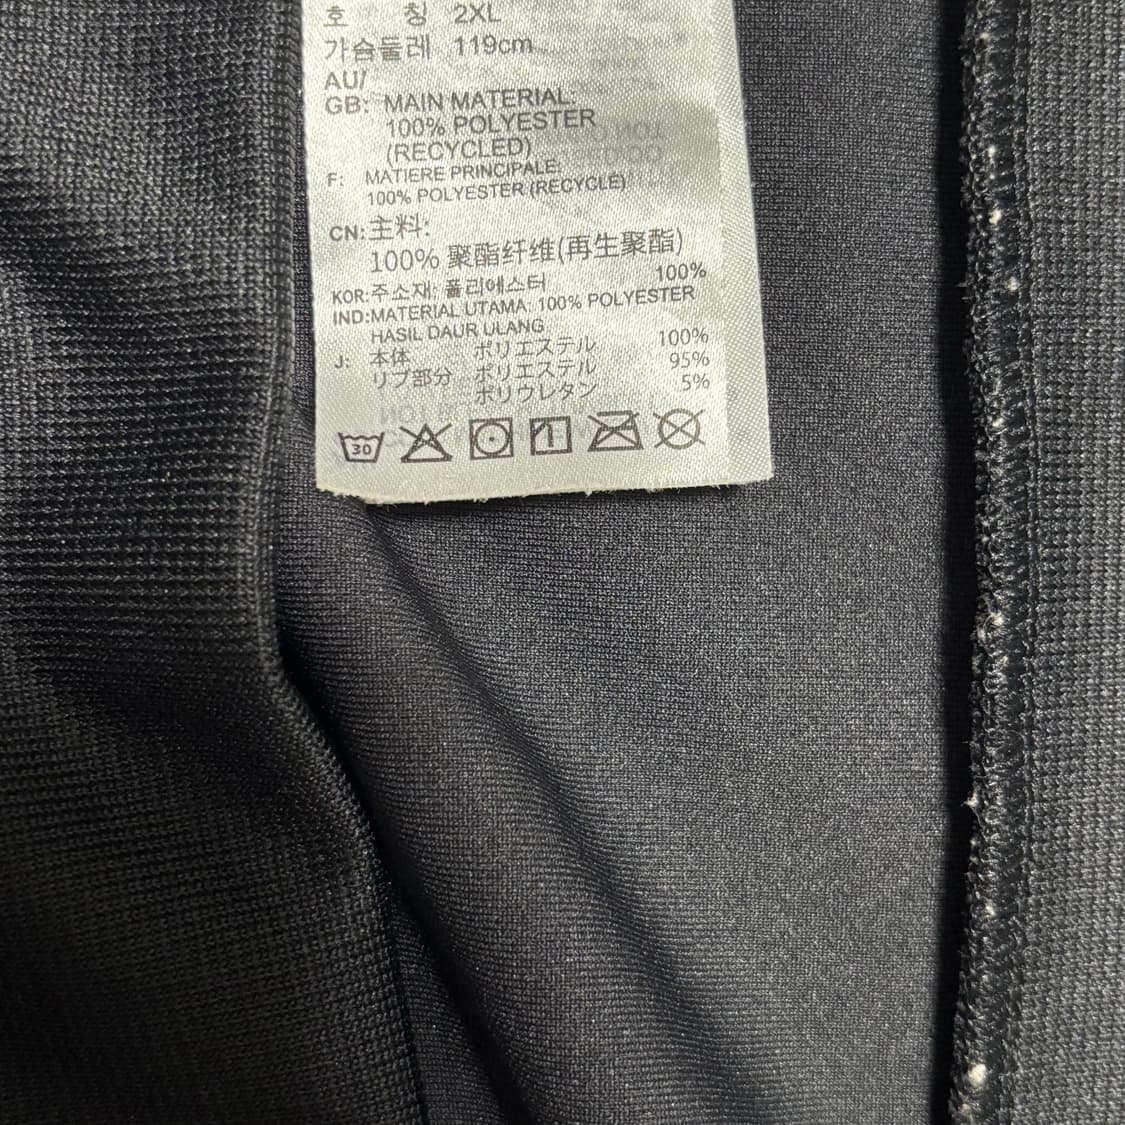 호 칭 2XL
가슴둘레 119cm
AU/
GB: MAIN MATERIAL:
100% POLYESTER
(RECYCLED)
F: MATIERE PRINCIPALE:
100% POLYESTER (RECYCLE)
CN:主料:
100% 聚酯纤维(再生聚酯)
KOR:주소재: 폴리에스터 100%
IND:MATERIAL UTAMA: 100% POLYESTER
HASIL DAUR ULANG
J: 本体 ポリエステル 100%
リブ部分 ポリエステル 95%
ポリウレタン 5%
30